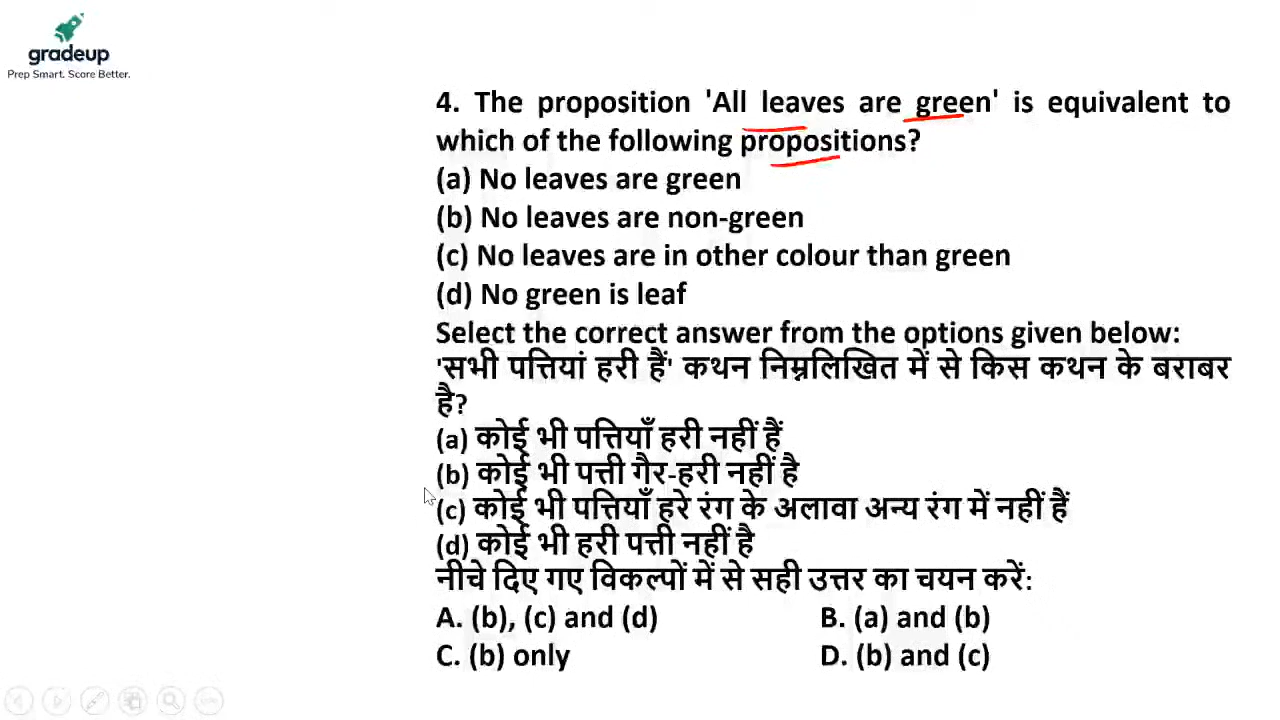 gradeup
Prep Smart. Score Better.
4. The proposition 'All leaves are green' is equivalent to
which of the following propositions?
(a) No leaves are green
(b) No leaves are non-green
(c) No leaves are in other colour than green
(d) No green is leaf
Select the correct answer from the options given below:
'सभी पत्तियां हरी हैं' कथन निम्नलिखित में से किस कथन के बराबर
है?
(a) कोई भी पत्तियाँ हरी नहीं हैं
(b) कोई भी पत्ती गैर-हरी नहीं है
(c) कोई भी पत्तियाँ हरे रंग के अलावा अन्य रंग में नहीं हैं
(d) कोई भी हरी पत्ती नहीं है
नीचे दिए गए विकल्पों में से सही उत्तर का चयन करें:
A. (b), (c) and (d) B. (a) and (b)
C. (b) only D. (b) and (c)